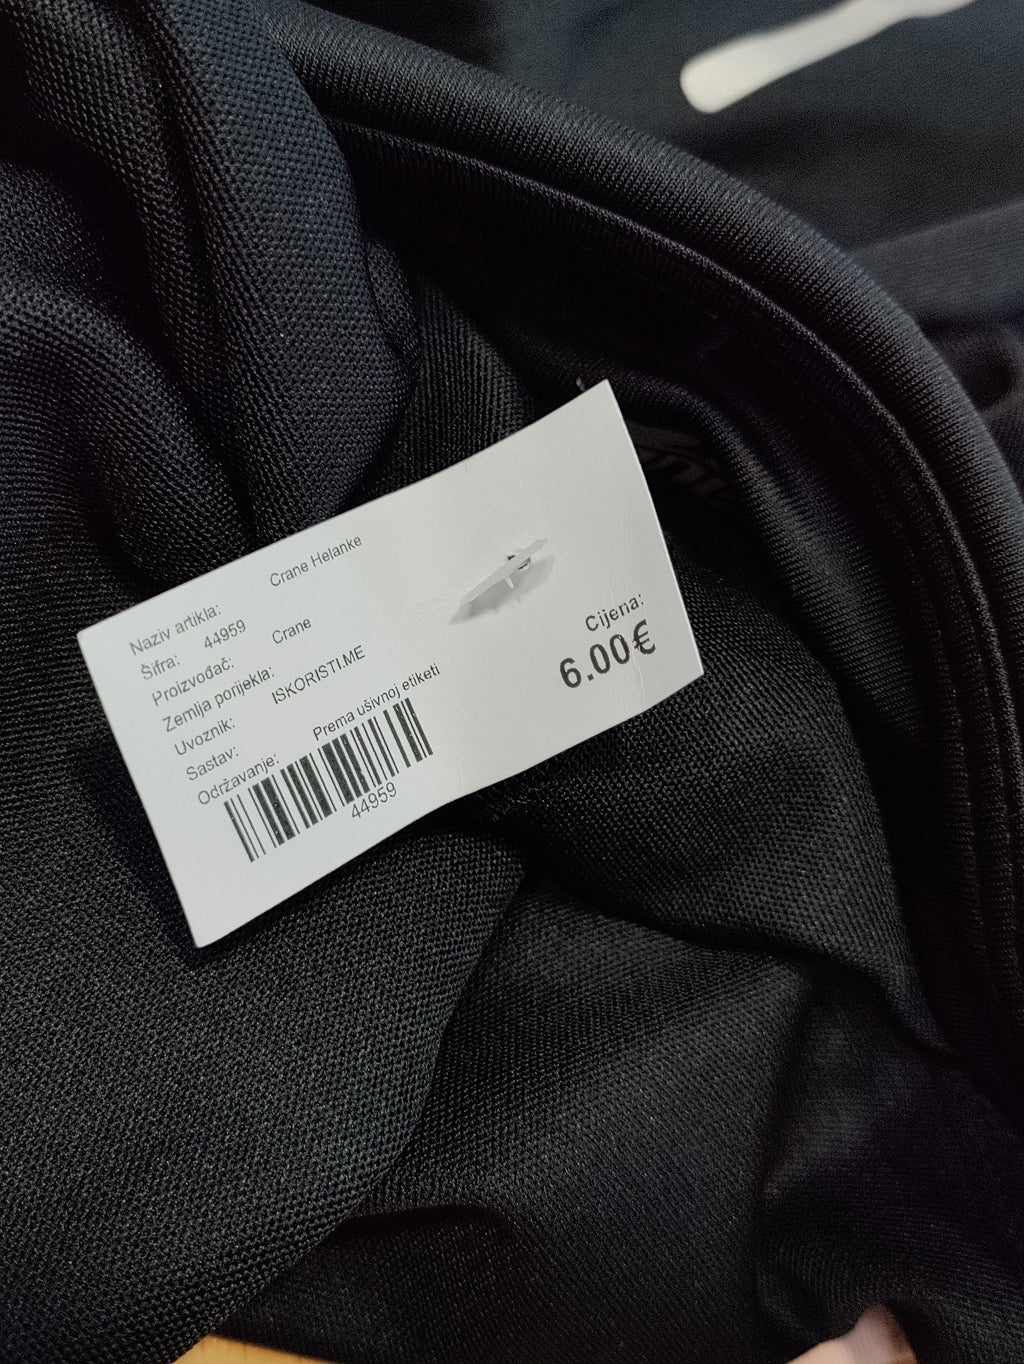 Naziv artikla: Crane Helanke
Šifra: 44959
Proizvođač: Crane
Zemlja porijekla:
Uvoznik: ISKORISTI.ME
Sastav:
Održavanje: Prema ušivnoj etiketi
44959
Cijena:
6.00€